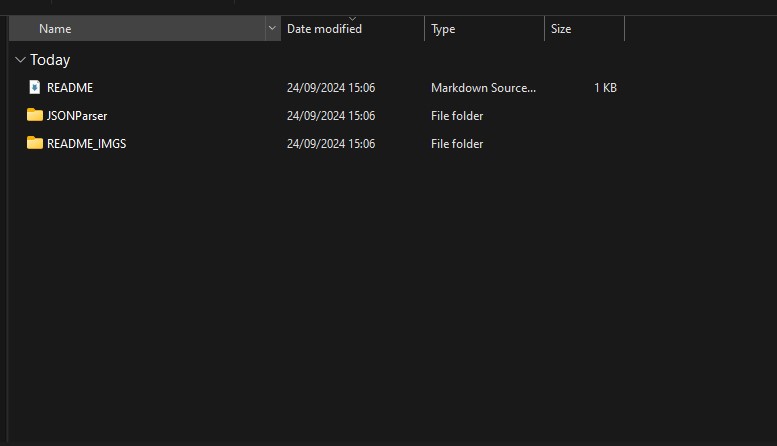 Name Date modified Type Size
Today
README 24/09/2024 15:06 Markdown Source... 1 KB
JSONParser 24/09/2024 15:06 File folder
README_IMGS 24/09/2024 15:06 File folder